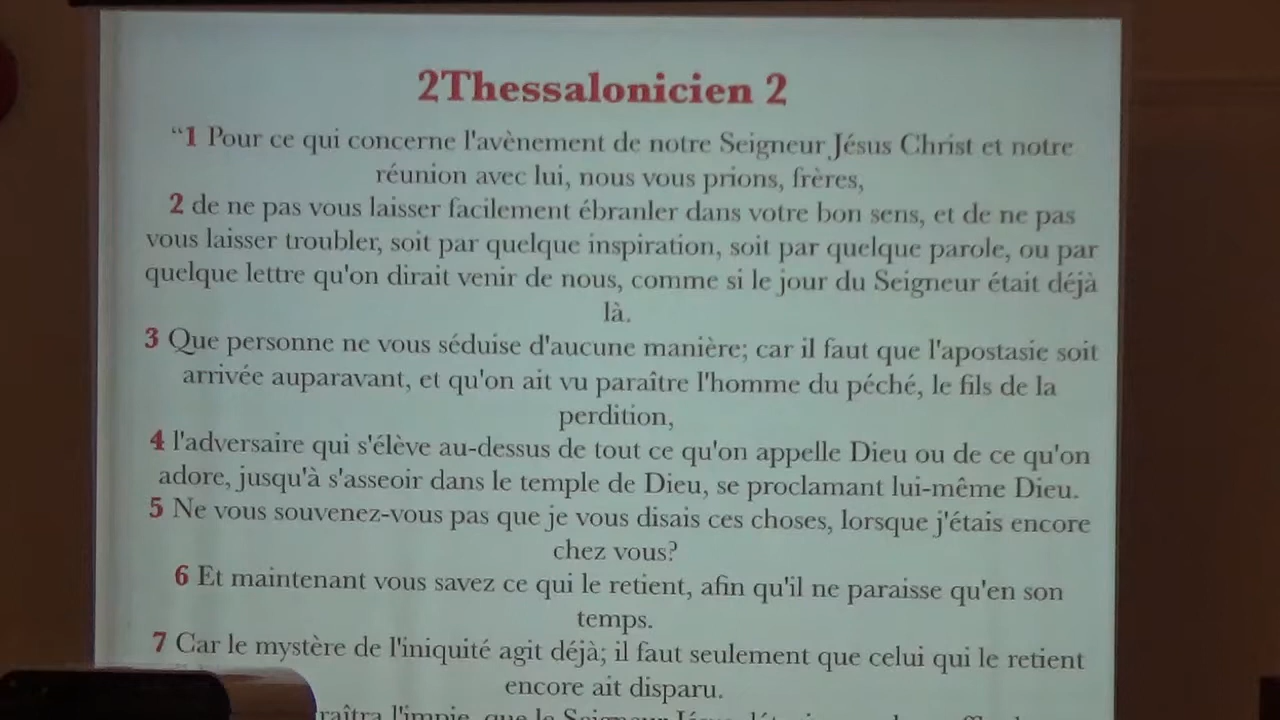 2Thessalonicien 2
“1 Pour ce qui concerne l'avènement de notre Seigneur Jésus Christ et notre
réunion avec lui, nous vous prions, frères,
2 de ne pas vous laisser facilement ébranler dans votre bon sens, et de ne pas
vous laisser troubler, soit par quelque inspiration, soit par quelque parole, ou par
quelque lettre qu'on dirait venir de nous, comme si le jour du Seigneur était déjà
là.
3 Que personne ne vous séduise d'aucune manière; car il faut que l'apostasie soit
arrivée auparavant, et qu'on ait vu paraître l'homme du péché, le fils de la
perdition,
4 l'adversaire qui s'élève au-dessus de tout ce qu'on appelle Dieu ou de ce qu'on
adore, jusqu'à s'asseoir dans le temple de Dieu, se proclamant lui-même Dieu.
5 Ne vous souvenez-vous pas que je vous disais ces choses, lorsque j'étais encore
chez vous?
6 Et maintenant vous savez ce qui le retient, afin qu'il ne paraisse qu'en son
temps.
7 Car le mystère de l'iniquité agit déjà; il faut seulement que celui qui le retient
encore ait disparu.
l'impie, que le Seigneur